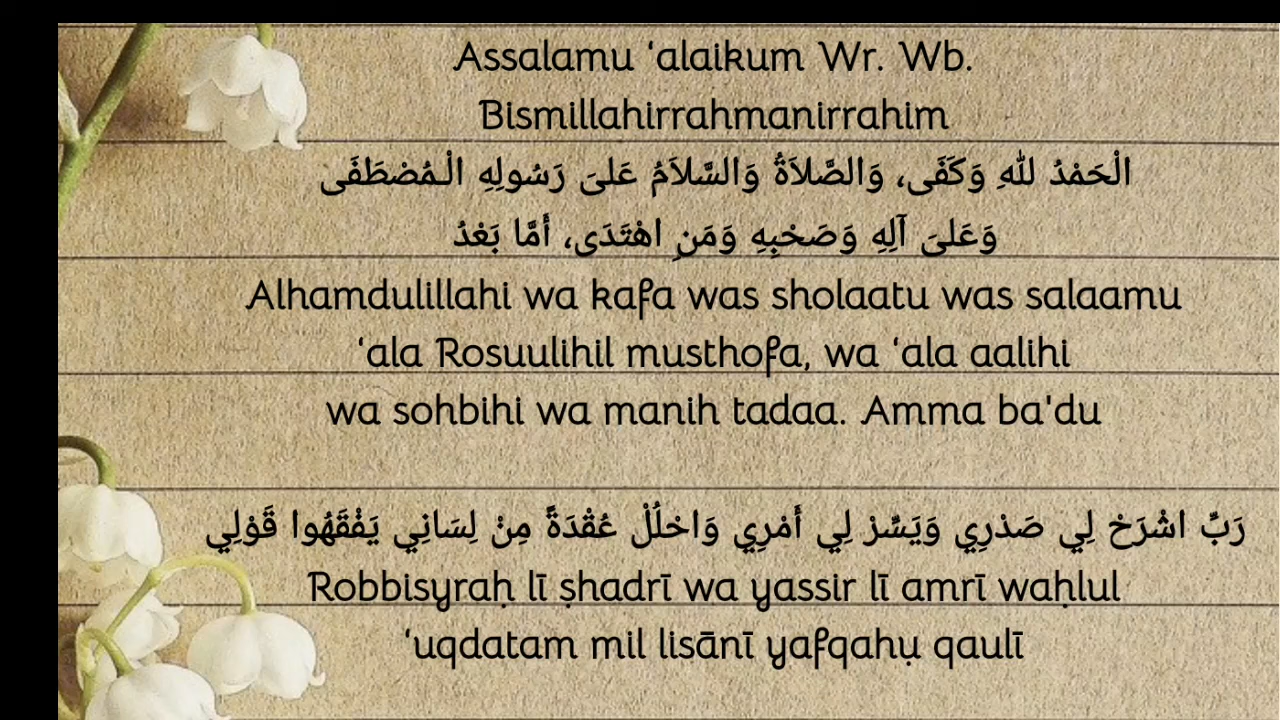 Assalamu ‘alaikum Wr. Wb.
Bismillahirrahmanirrahim
الْحَمْدُ للهِ وَكَفَى، وَالصَّلاَةُ وَالسَّلاَمُ عَلىَ رَسُولِهِ الْـمُصْطَفَى
وَعَلىَ آلِهِ وَصَحْبِهِ وَمَنِ اهْتَدَى، أَمَّا بَعْدُ
Alhamdulillahi wa kafa was sholaatu was salaamu
‘ala Rosuulihil musthofa, wa ‘ala aalihi
wa sohbihi wa manih tadaa. Amma ba'du
رَبِّ اشْرَحْ لِي صَدْرِي وَيَسِّرْ لِي أَمْرِي وَاحْلُلْ عُقْدَةً مِنْ لِسَانِي يَفْقَهُوا قَوْلِي
Robbisyraḥ lī ṣhadrī wa yassir lī amrī waḥlul
‘uqdatam mil lisānī yafqahụ qaulī